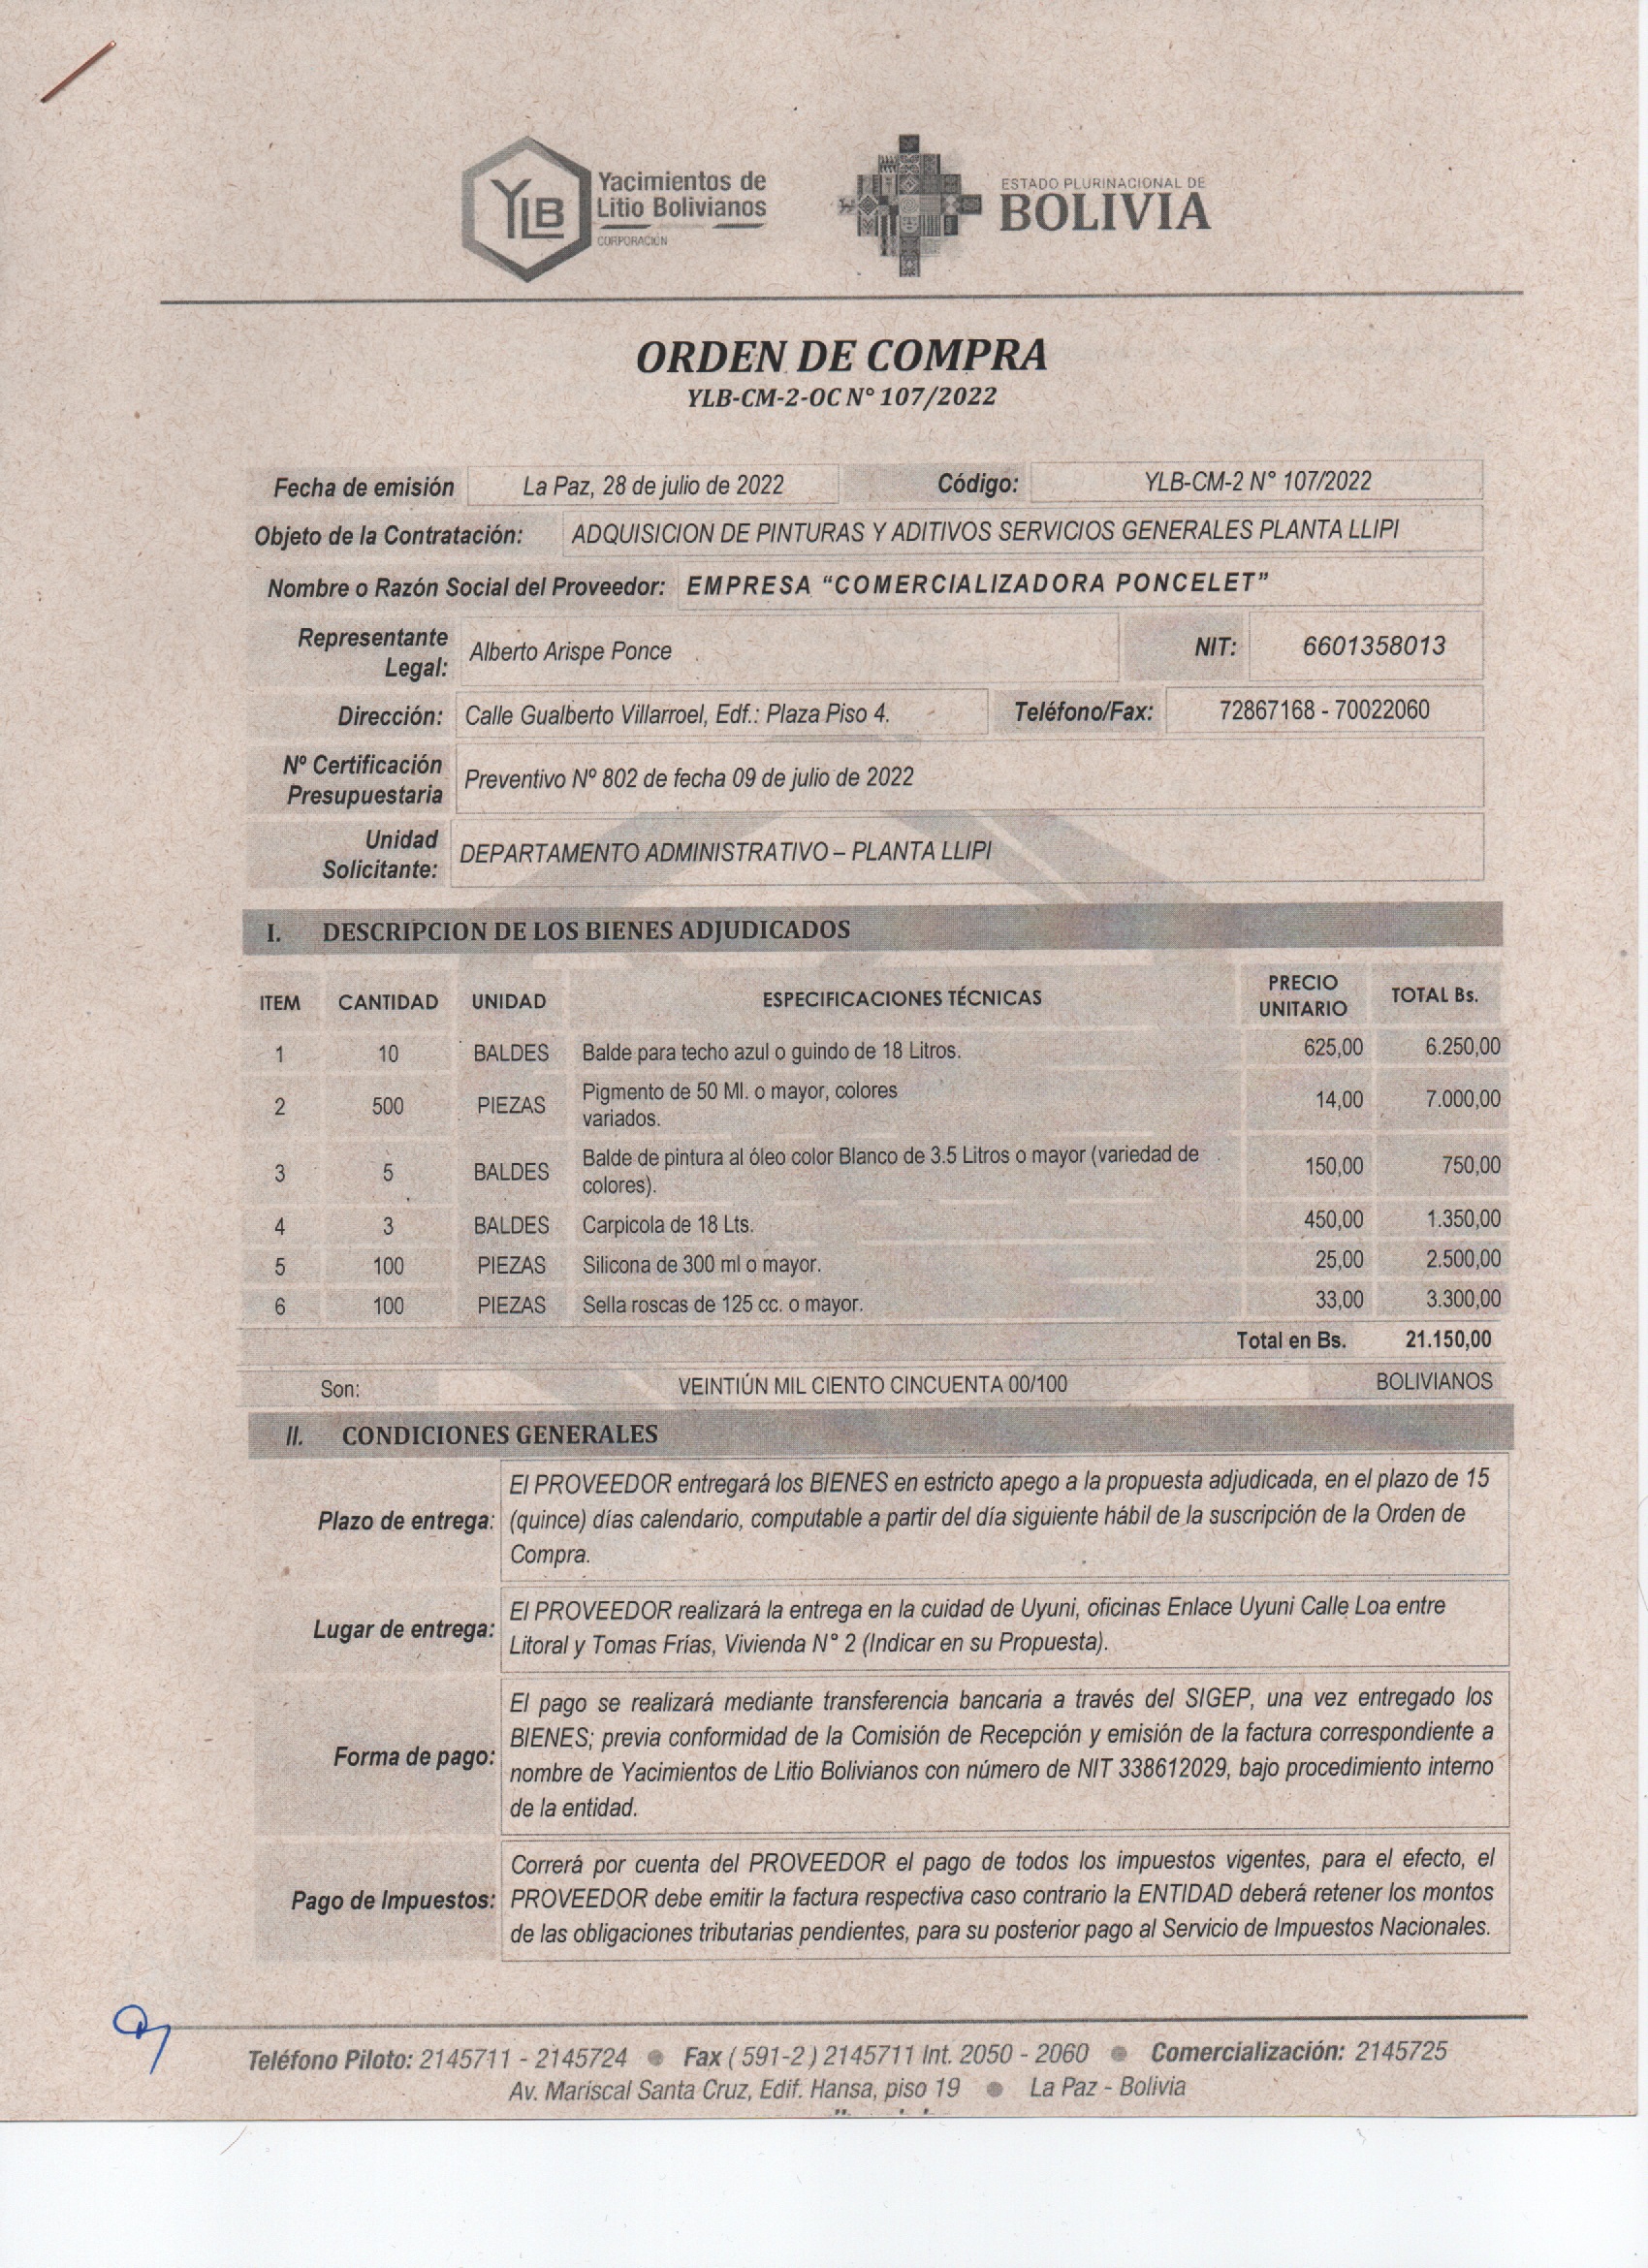 YLB
Yacimientos de
Litio Bolivianos
CORPORACIÓN
ESTADO PLURINACIONAL DE
BOLIVIA
ORDEN DE COMPRA
YLB-CM-2-OC N° 107/2022
Fecha de emisión La Paz, 28 de julio de 2022 Código: YLB-CM-2 N° 107/2022
Objeto de la Contratación: ADQUISICION DE PINTURAS Y ADITIVOS SERVICIOS GENERALES PLANTA LLIPI
Nombre o Razón Social del Proveedor: EMPRESA “COMERCIALIZADORA PONCELET”
Representante
Legal: Alberto Arispe Ponce NIT: 6601358013
Dirección: Calle Gualberto Villarroel, Edf.: Plaza Piso 4. Teléfono/Fax: 72867168 - 70022060
Nº Certificación
Presupuestaria Preventivo Nº 802 de fecha 09 de julio de 2022
Unidad
Solicitante: DEPARTAMENTO ADMINISTRATIVO – PLANTA LLIPI
I. DESCRIPCION DE LOS BIENES ADJUDICADOS
ITEM CANTIDAD UNIDAD ESPECIFICACIONES TÉCNICAS PRECIO UNITARIO TOTAL Bs.
1 10 BALDES Balde para techo azul o guindo de 18 Litros. 625,00 6.250,00
2 500 PIEZAS Pigmento de 50 Ml. o mayor, colores
variados. 14,00 7.000,00
3 5 BALDES Balde de pintura al óleo color Blanco de 3.5 Litros o mayor (variedad de
colores). 150,00 750,00
4 3 BALDES Carpicola de 18 Lts. 450,00 1.350,00
5 100 PIEZAS Silicona de 300 ml o mayor. 25,00 2.500,00
6 100 PIEZAS Sella roscas de 125 cc. o mayor. 33,00 3.300,00
Total en Bs. 21.150,00
Son: VEINTIÚN MIL CIENTO CINCUENTA 00/100 BOLIVIANOS
II. CONDICIONES GENERALES
Plazo de entrega: El PROVEEDOR entregará los BIENES en estricto apego a la propuesta adjudicada, en el plazo de 15
(quince) días calendario, computable a partir del día siguiente hábil de la suscripción de la Orden de
Compra.
Lugar de entrega: El PROVEEDOR realizará la entrega en la cuidad de Uyuni, oficinas Enlace Uyuni Calle Loa entre
Litoral y Tomas Frías, Vivienda N° 2 (Indicar en su Propuesta).
Forma de pago: El pago se realizará mediante transferencia bancaria a través del SIGEP, una vez entregado los
BIENES; previa conformidad de la Comisión de Recepción y emisión de la factura correspondiente a
nombre de Yacimientos de Litio Bolivianos con número de NIT 338612029, bajo procedimiento interno
de la entidad.
Pago de Impuestos: Correrá por cuenta del PROVEEDOR el pago de todos los impuestos vigentes, para el efecto, el
PROVEEDOR debe emitir la factura respectiva caso contrario la ENTIDAD deberá retener los montos
de las obligaciones tributarias pendientes, para su posterior pago al Servicio de Impuestos Nacionales.
Teléfono Piloto: 2145711 - 2145724 ● Fax ( 591-2 ) 2145711 Int. 2050 - 2060 ● Comercialización: 2145725
Av. Mariscal Santa Cruz, Edif. Hansa, piso 19 ● La Paz - Bolivia